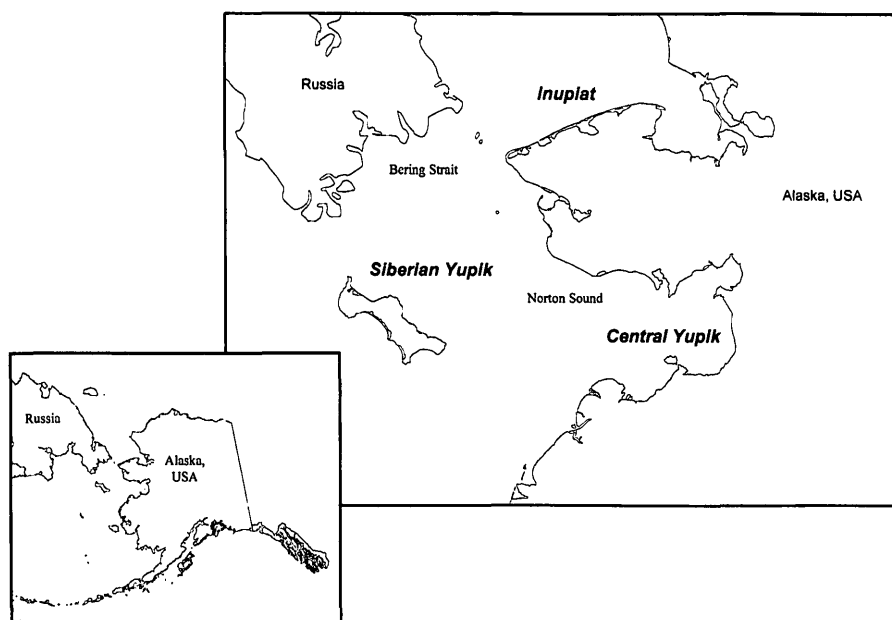 Russia
Inupiat
Bering Strait
Alaska, USA
Siberian Yupik
Norton Sound
Central Yupik
Russia
Alaska,
USA